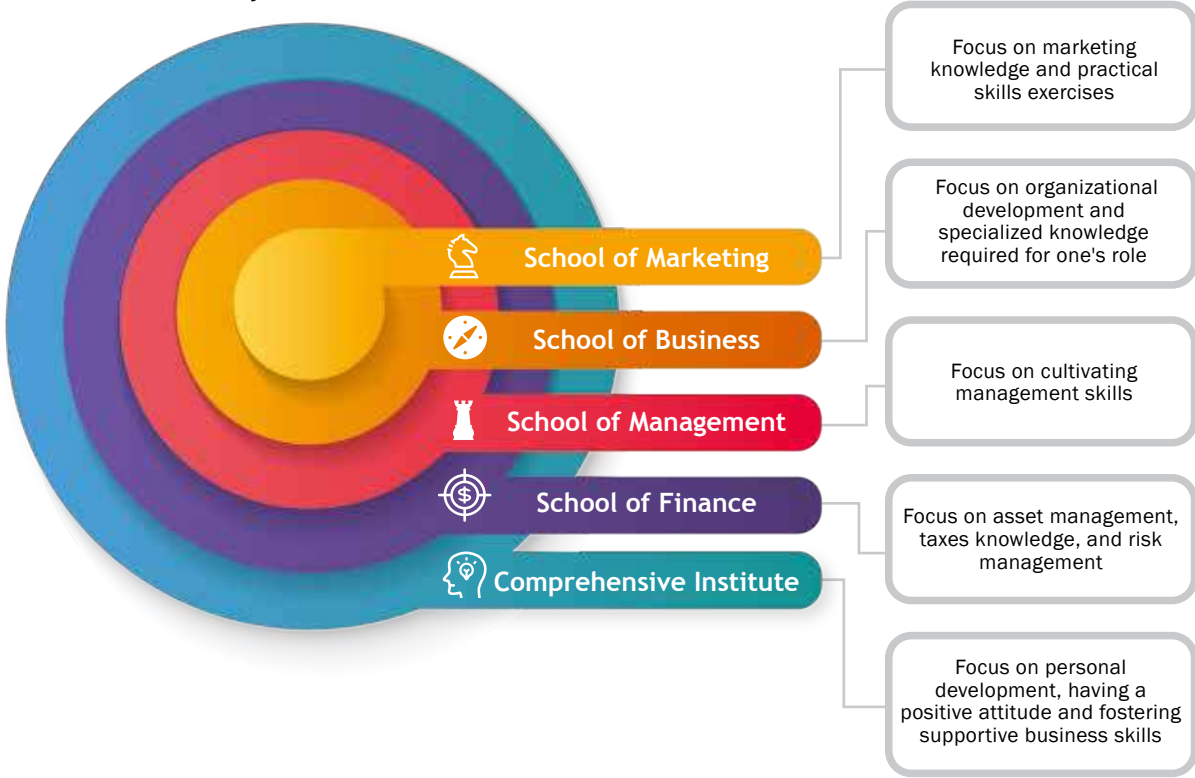 Focus on marketing
knowledge and practical
skills exercises
School of Marketing
Focus on organizational
development and
specialized knowledge
required for one's role
School of Business
Focus on cultivating
management skills
School of Management
School of Finance
Focus on asset management,
taxes knowledge, and risk
management
Comprehensive Institute
Focus on personal
development, having a
positive attitude and fostering
supportive business skills